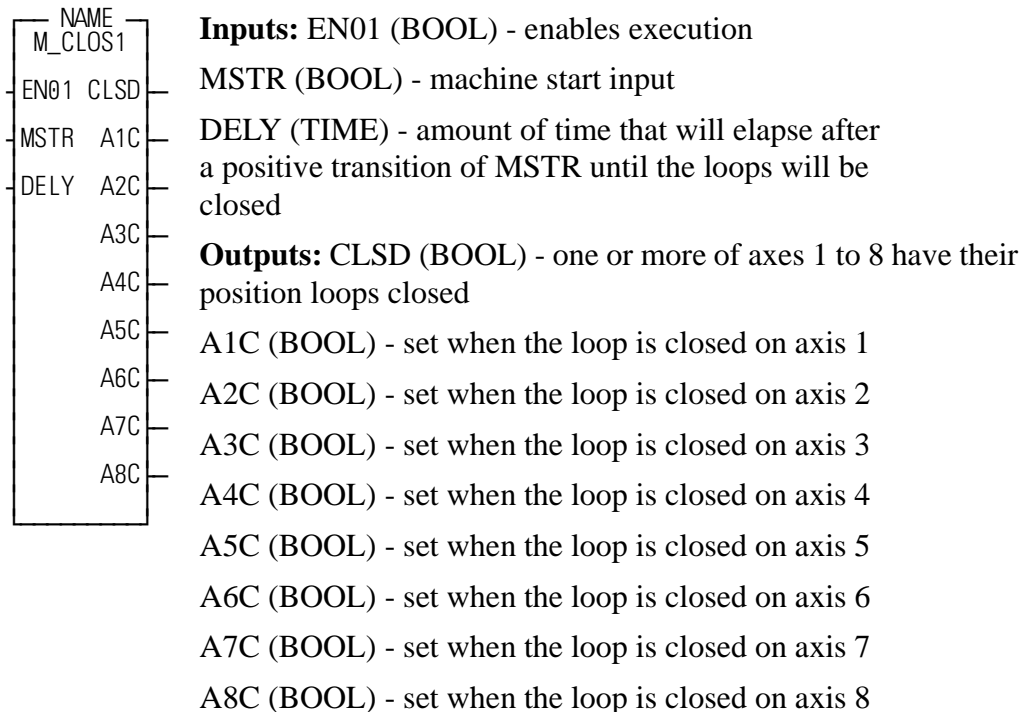 NAME
M_CLOS1
EN01 CLSD
MSTR A1C
DELY A2C
A3C
A4C
A5C
A6C
A7C
A8C
Inputs: EN01 (BOOL) - enables execution
MSTR (BOOL) - machine start input
DELY (TIME) - amount of time that will elapse after
a positive transition of MSTR until the loops will be
closed
Outputs: CLSD (BOOL) - one or more of axes 1 to 8 have their
position loops closed
A1C (BOOL) - set when the loop is closed on axis 1
A2C (BOOL) - set when the loop is closed on axis 2
A3C (BOOL) - set when the loop is closed on axis 3
A4C (BOOL) - set when the loop is closed on axis 4
A5C (BOOL) - set when the loop is closed on axis 5
A6C (BOOL) - set when the loop is closed on axis 6
A7C (BOOL) - set when the loop is closed on axis 7
A8C (BOOL) - set when the loop is closed on axis 8